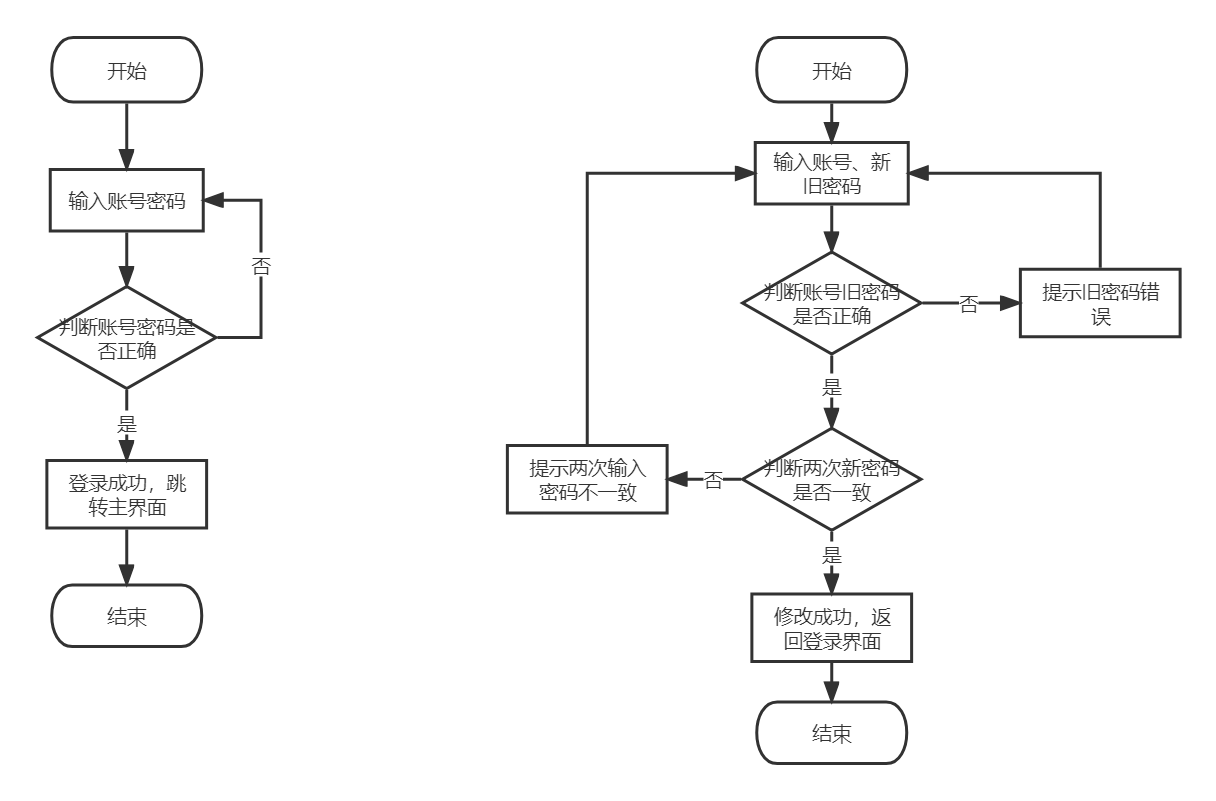 开始
输入账号密码
否
判断账号密码是
否正确
是
登录成功，跳
转主界面
结束
开始
输入账号、新
旧密码
判断账号旧密码
是否正确
否
提示旧密码错
误
是
判断两次新密码
是否一致
否
提示两次输入
密码不一致
是
修改成功，返
回登录界面
结束